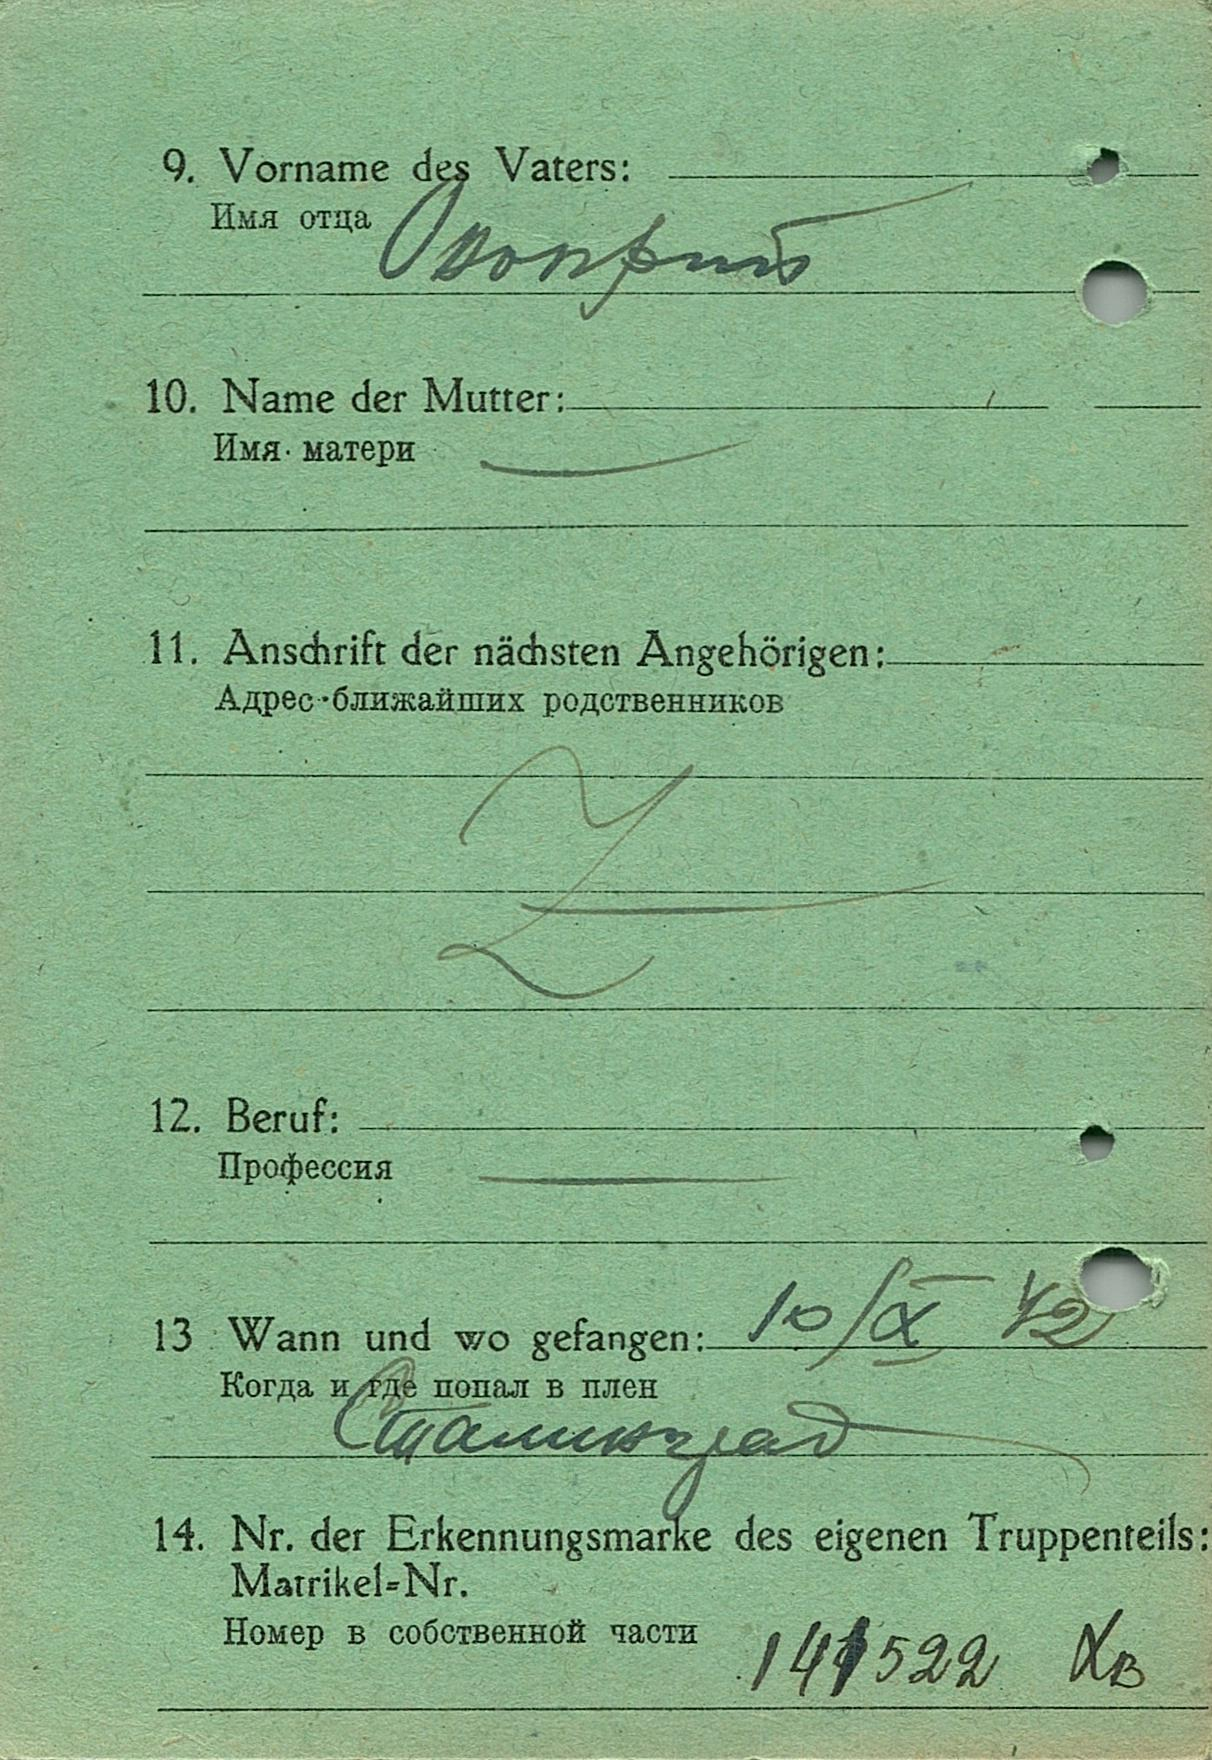 9. Vorname des Vaters:
Имя отца
10. Name der Mutter:
Имя матери
11. Anschrift der nächsten Angehörigen:
Адрес ближайших родственников
12. Beruf:
Профессия
13 Wann und wo gefangen: 10/X 42
Когда и где попал в плен
Сталинград
14. Nr. der Erkennungsmarke des eigenen Truppenteils:
Matrikel=Nr.
Номер в собственной части
141522 Хв